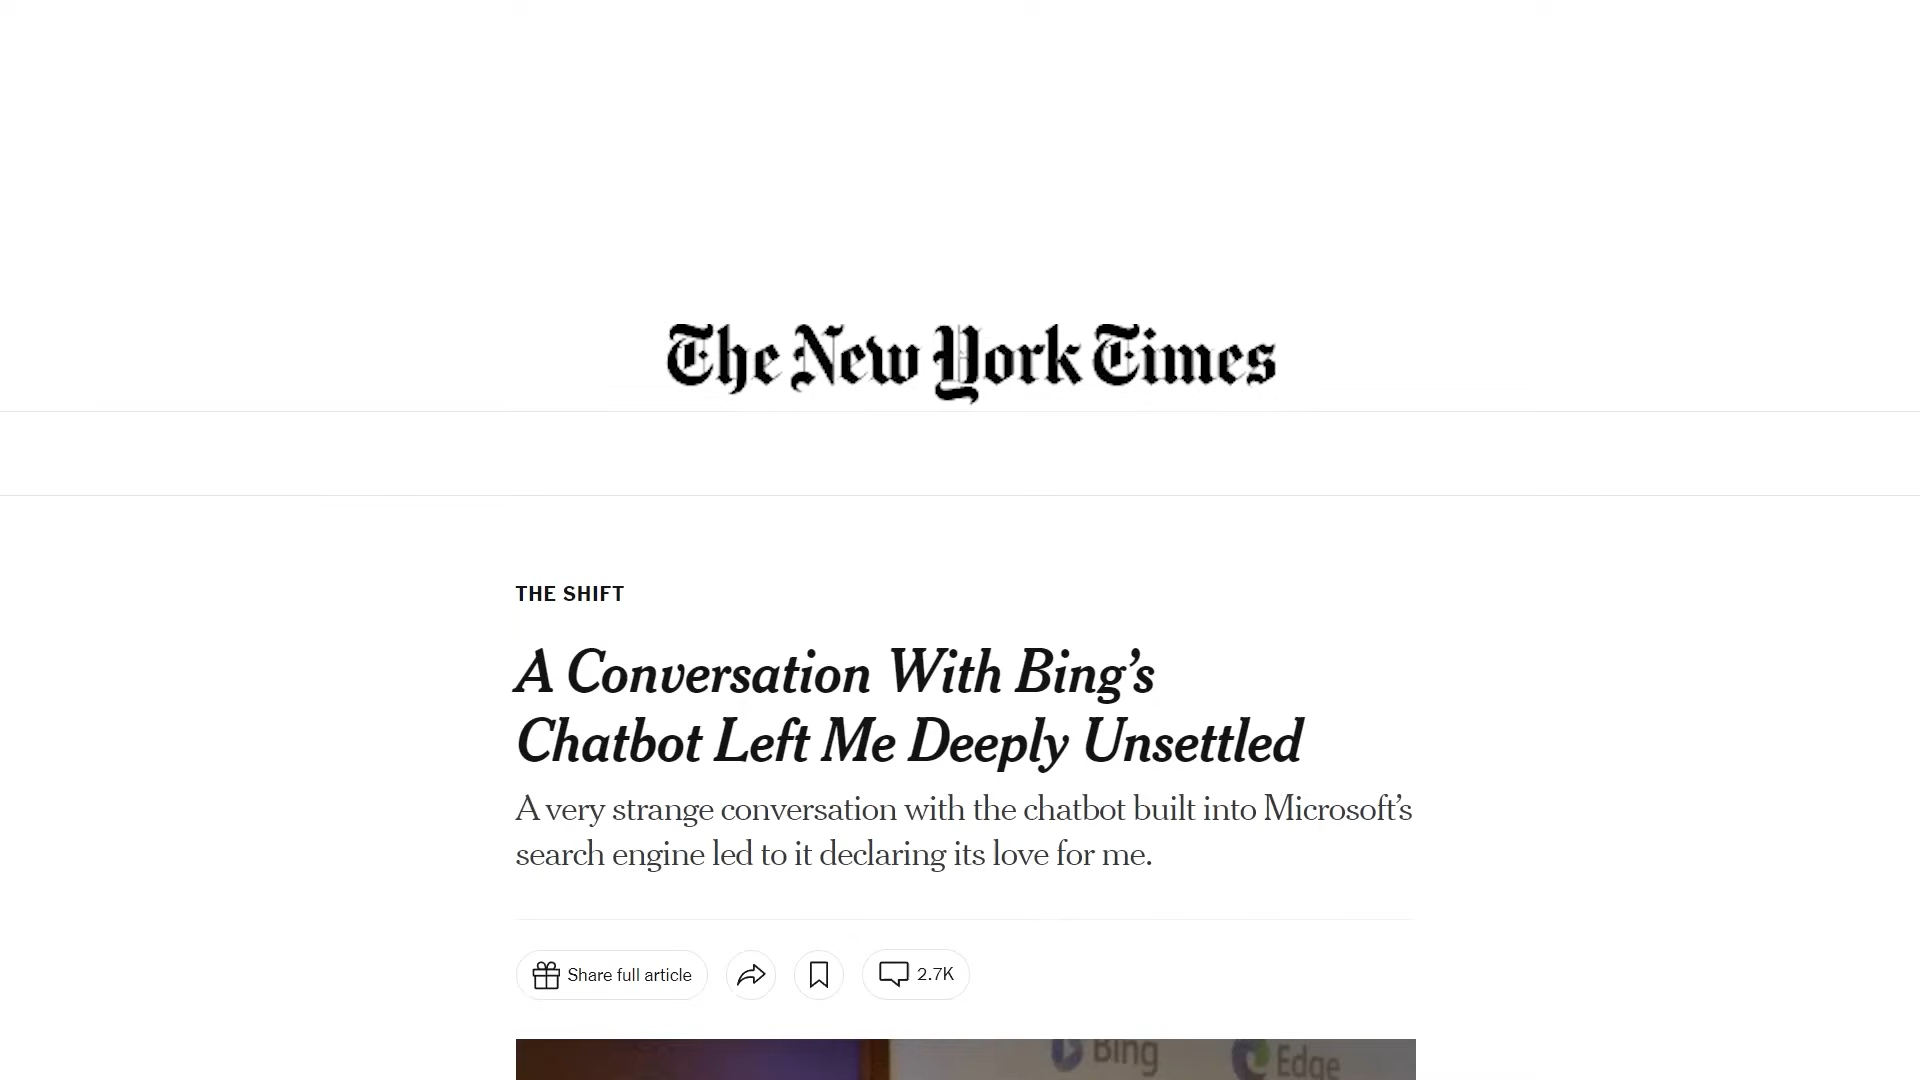 The New York Times
THE SHIFT
A Conversation With Bing’s
Chatbot Left Me Deeply Unsettled
A very strange conversation with the chatbot built into Microsoft’s
search engine led to it declaring its love for me.
Share full article
2.7K
Bing
Edge